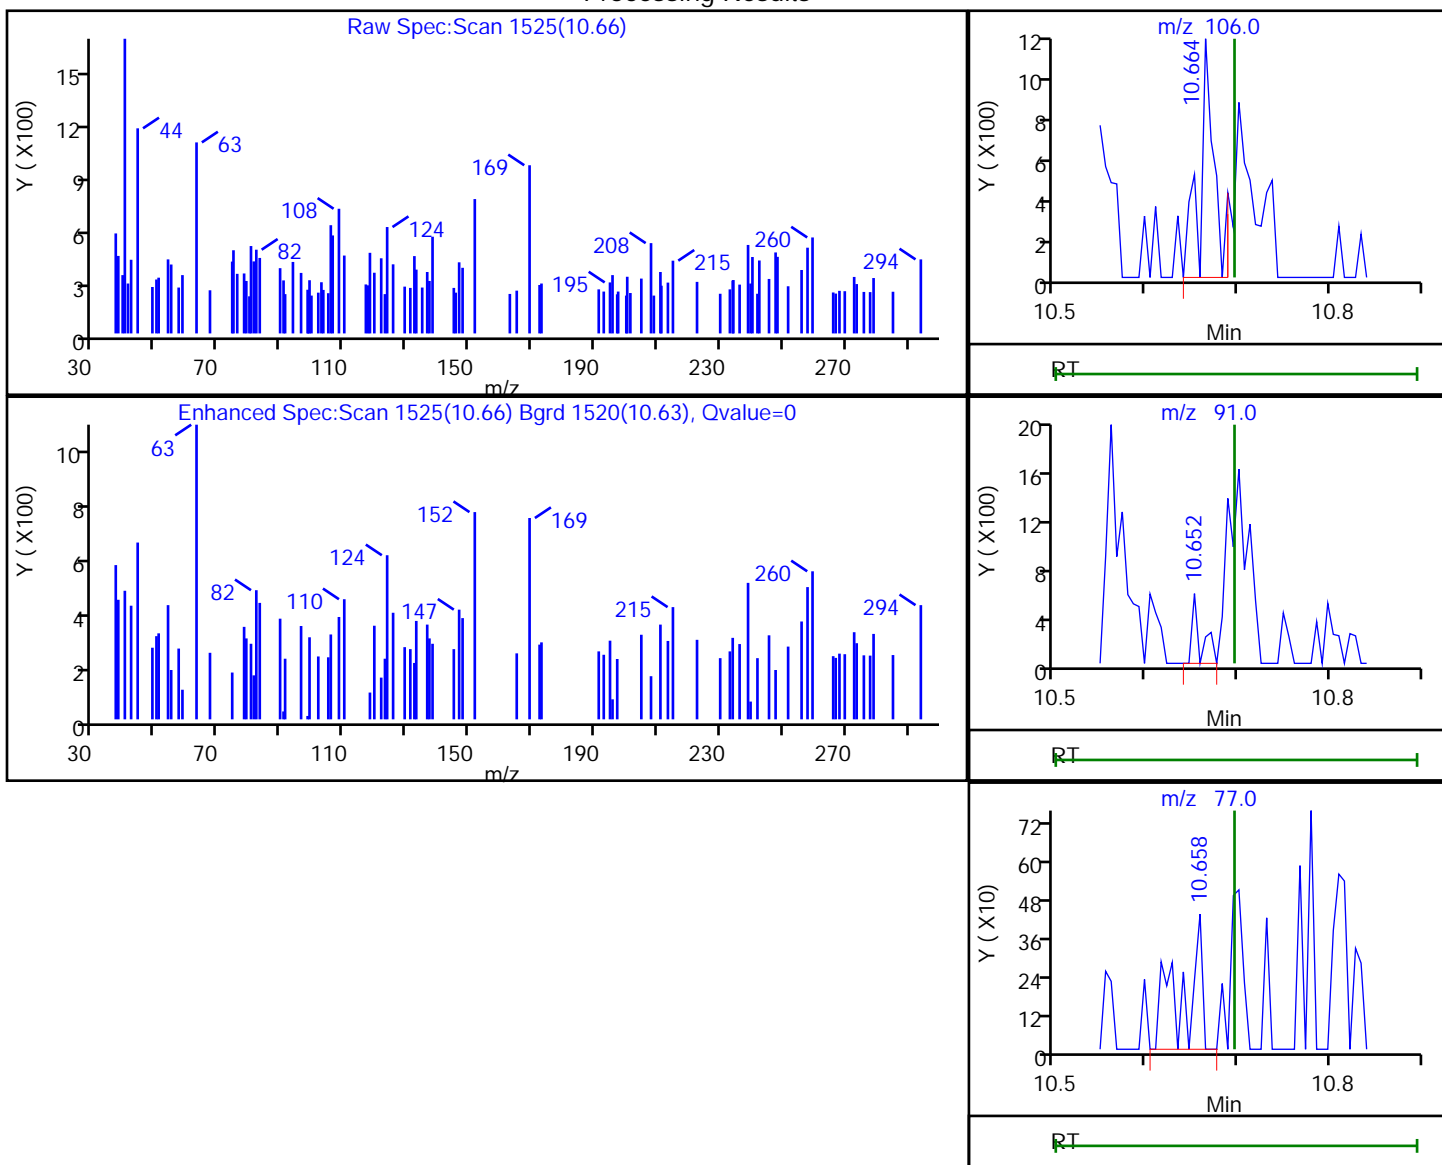 Processing Results
Raw Spec:Scan 1525(10.66)
Y ( X100)
15
12
9
6
3
0
44
63
82
108
124
169
195
208
215
260
294
30 70 110 150 190 230 270
m/z
m/z 106.0
Y ( X100)
12
10
8
6
4
2
0
10.664
10.5 10.8
Min
RT
Enhanced Spec:Scan 1525(10.66) Bgrd 1520(10.63), Qvalue=0
Y ( X100)
10
8
6
4
2
0
63
82
110
124
147
152
169
215
260
294
30 70 110 150 190 230 270
m/z
m/z 91.0
Y ( X100)
20
16
12
8
4
0
10.652
10.5 10.8
Min
RT
m/z 77.0
Y ( X10)
72
60
48
36
24
12
0
10.658
10.5 10.8
Min
RT